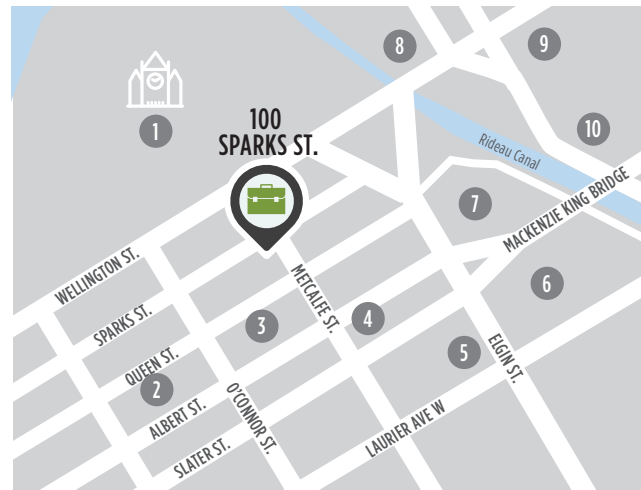 8
9
1
100
SPARKS ST.
10
Rideau Canal
7
MACKENZIE KING BRIDGE
WELLINGTON ST.
6
METCALFE ST.
SPARKS ST.
3
4
ELGIN ST.
5
QUEEN ST.
2
O'CONNOR ST.
ALBERT ST.
LAURIER AVE W
SLATER ST.